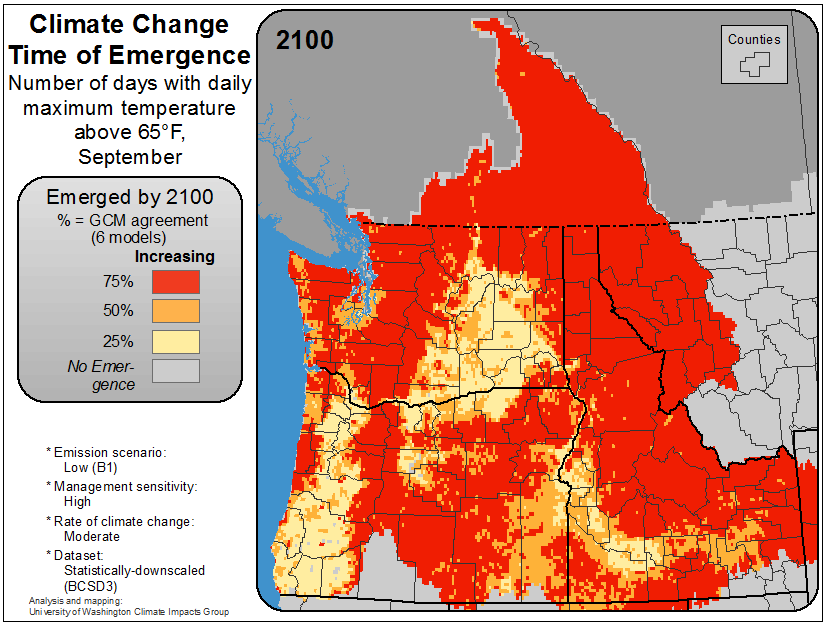 Climate Change
Time of Emergence
Number of days with daily
maximum temperature
above 65°F,
September
Emerged by 2100
% = GCM agreement
(6 models)
Increasing
75%
50%
25%
No Emer-
gence
* Emission scenario:
Low (B1)
* Management sensitivity:
High
* Rate of climate change:
Moderate
* Dataset:
Statistically-downscaled
(BCSD3)
Analysis and mapping:
University of Washington Climate Impacts Group
2100
Counties